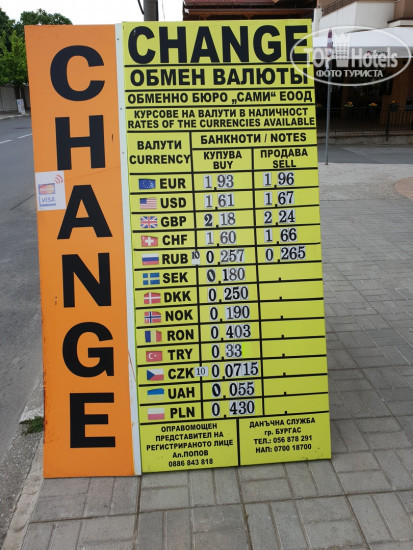 CHANGE
VISA
CHANGE
ОБМЕН ВАЛЮТЫ
ОБМЕННО БЮРО „САМИ“ ЕООД
КУРСОВЕ НА ВАЛУТИ В НАЛИЧНОСТ
RATES OF THE CURRENCIES AVAILABLE
ВАЛУТИ CURRENCY БАНКНОТИ / NOTES
КУПУВА BUY ПРОДАВА SELL
EUR 1,93 1,96
USD 1,61 1,67
GBP 2,18 2,24
CHF 1,60 1,66
RUB 10 0,257 0,265
SEK 0,180 ,
DKK 0,250 ,
NOK 0,190 ,
RON 0,403 ,
TRY 0,33 ,
CZK 10 0,0715 ,
UAH 0,055 ,
PLN 0,430 ,
ОПРАВОМОЩЕН
ПРЕДСТАВИТЕЛ НА
РЕГИСТРИРАНОТО ЛИЦЕ
Ал.ПОПОВ
0886 843 818
ДАНЪЧНА СЛУЖБА
гр. БУРГАС
ТЕЛ.: 056 878 291
НАП: 0700 18700
TopHotels
ФОТО ТУРИСТА